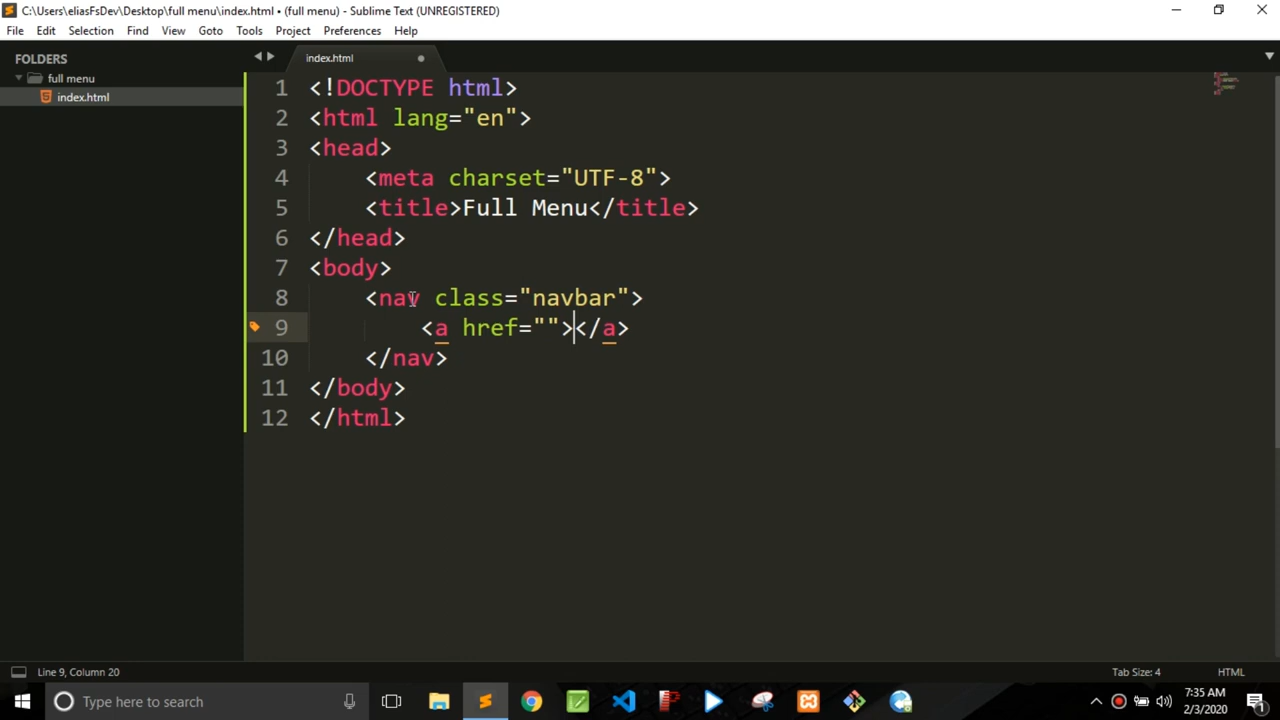 C:\Users\eliasFsDev\Desktop\full menu\index.html • (full menu) - Sublime Text (UNREGISTERED)
File Edit Selection Find View Goto Tools Project Preferences Help
FOLDERS
full menu
index.html
index.html
1 <!DOCTYPE html>
2 <html lang="en">
3 <head>
4 <meta charset="UTF-8">
5 <title>Full Menu</title>
6 </head>
7 <body>
8 <nav class="navbar">
9 <a href=""></a>
10 </nav>
11 </body>
12 </html>
Line 9, Column 20
Tab Size: 4
HTML
Type here to search
7:35 AM
2/3/2020
1